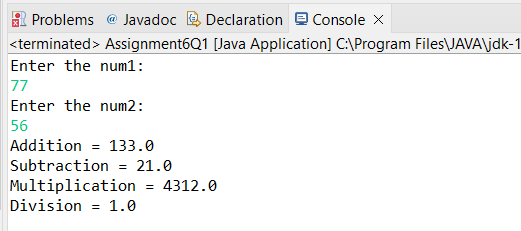 Problems @ Javadoc Declaration Console
<terminated> Assignment6Q1 [Java Application] C:\Program Files\JAVA\jdk-1
Enter the num1:
77
Enter the num2:
56
Addition = 133.0
Subtraction = 21.0
Multiplication = 4312.0
Division = 1.0